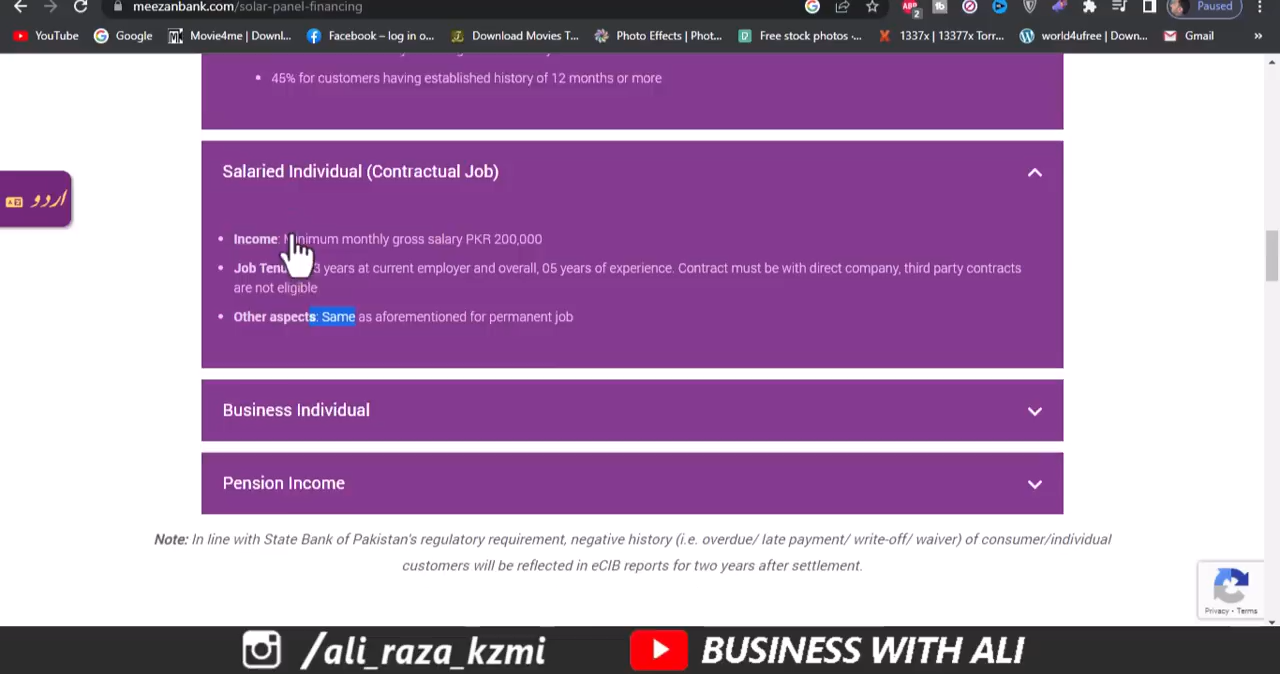 meezanbank.com/solar-panel-financing
Paused
YouTube
Google
Movie4me | Downl...
Facebook – log in o...
Download Movies T...
Photo Effects | Phot...
Free stock photos -...
1337x | 13377x Torr...
world4ufree | Down...
Gmail
»
• 45% for customers having established history of 12 months or more
Salaried Individual (Contractual Job)
اردو
• Income: Minimum monthly gross salary PKR 200,000
• Job 3 years at current employer and overall, 05 years of experience. Contract must be with direct company, third party contracts
are not eligible
• Other aspects: Same as aforementioned for permanent job
Business Individual
Pension Income
Note: In line with State Bank of Pakistan's regulatory requirement, negative history (i.e. overdue/ late payment/ write-off/ waiver) of consumer/individual
customers will be reflected in eCIB reports for two years after settlement.
Privacy - Terms
/ali_raza_kzmi
BUSINESS WITH ALI